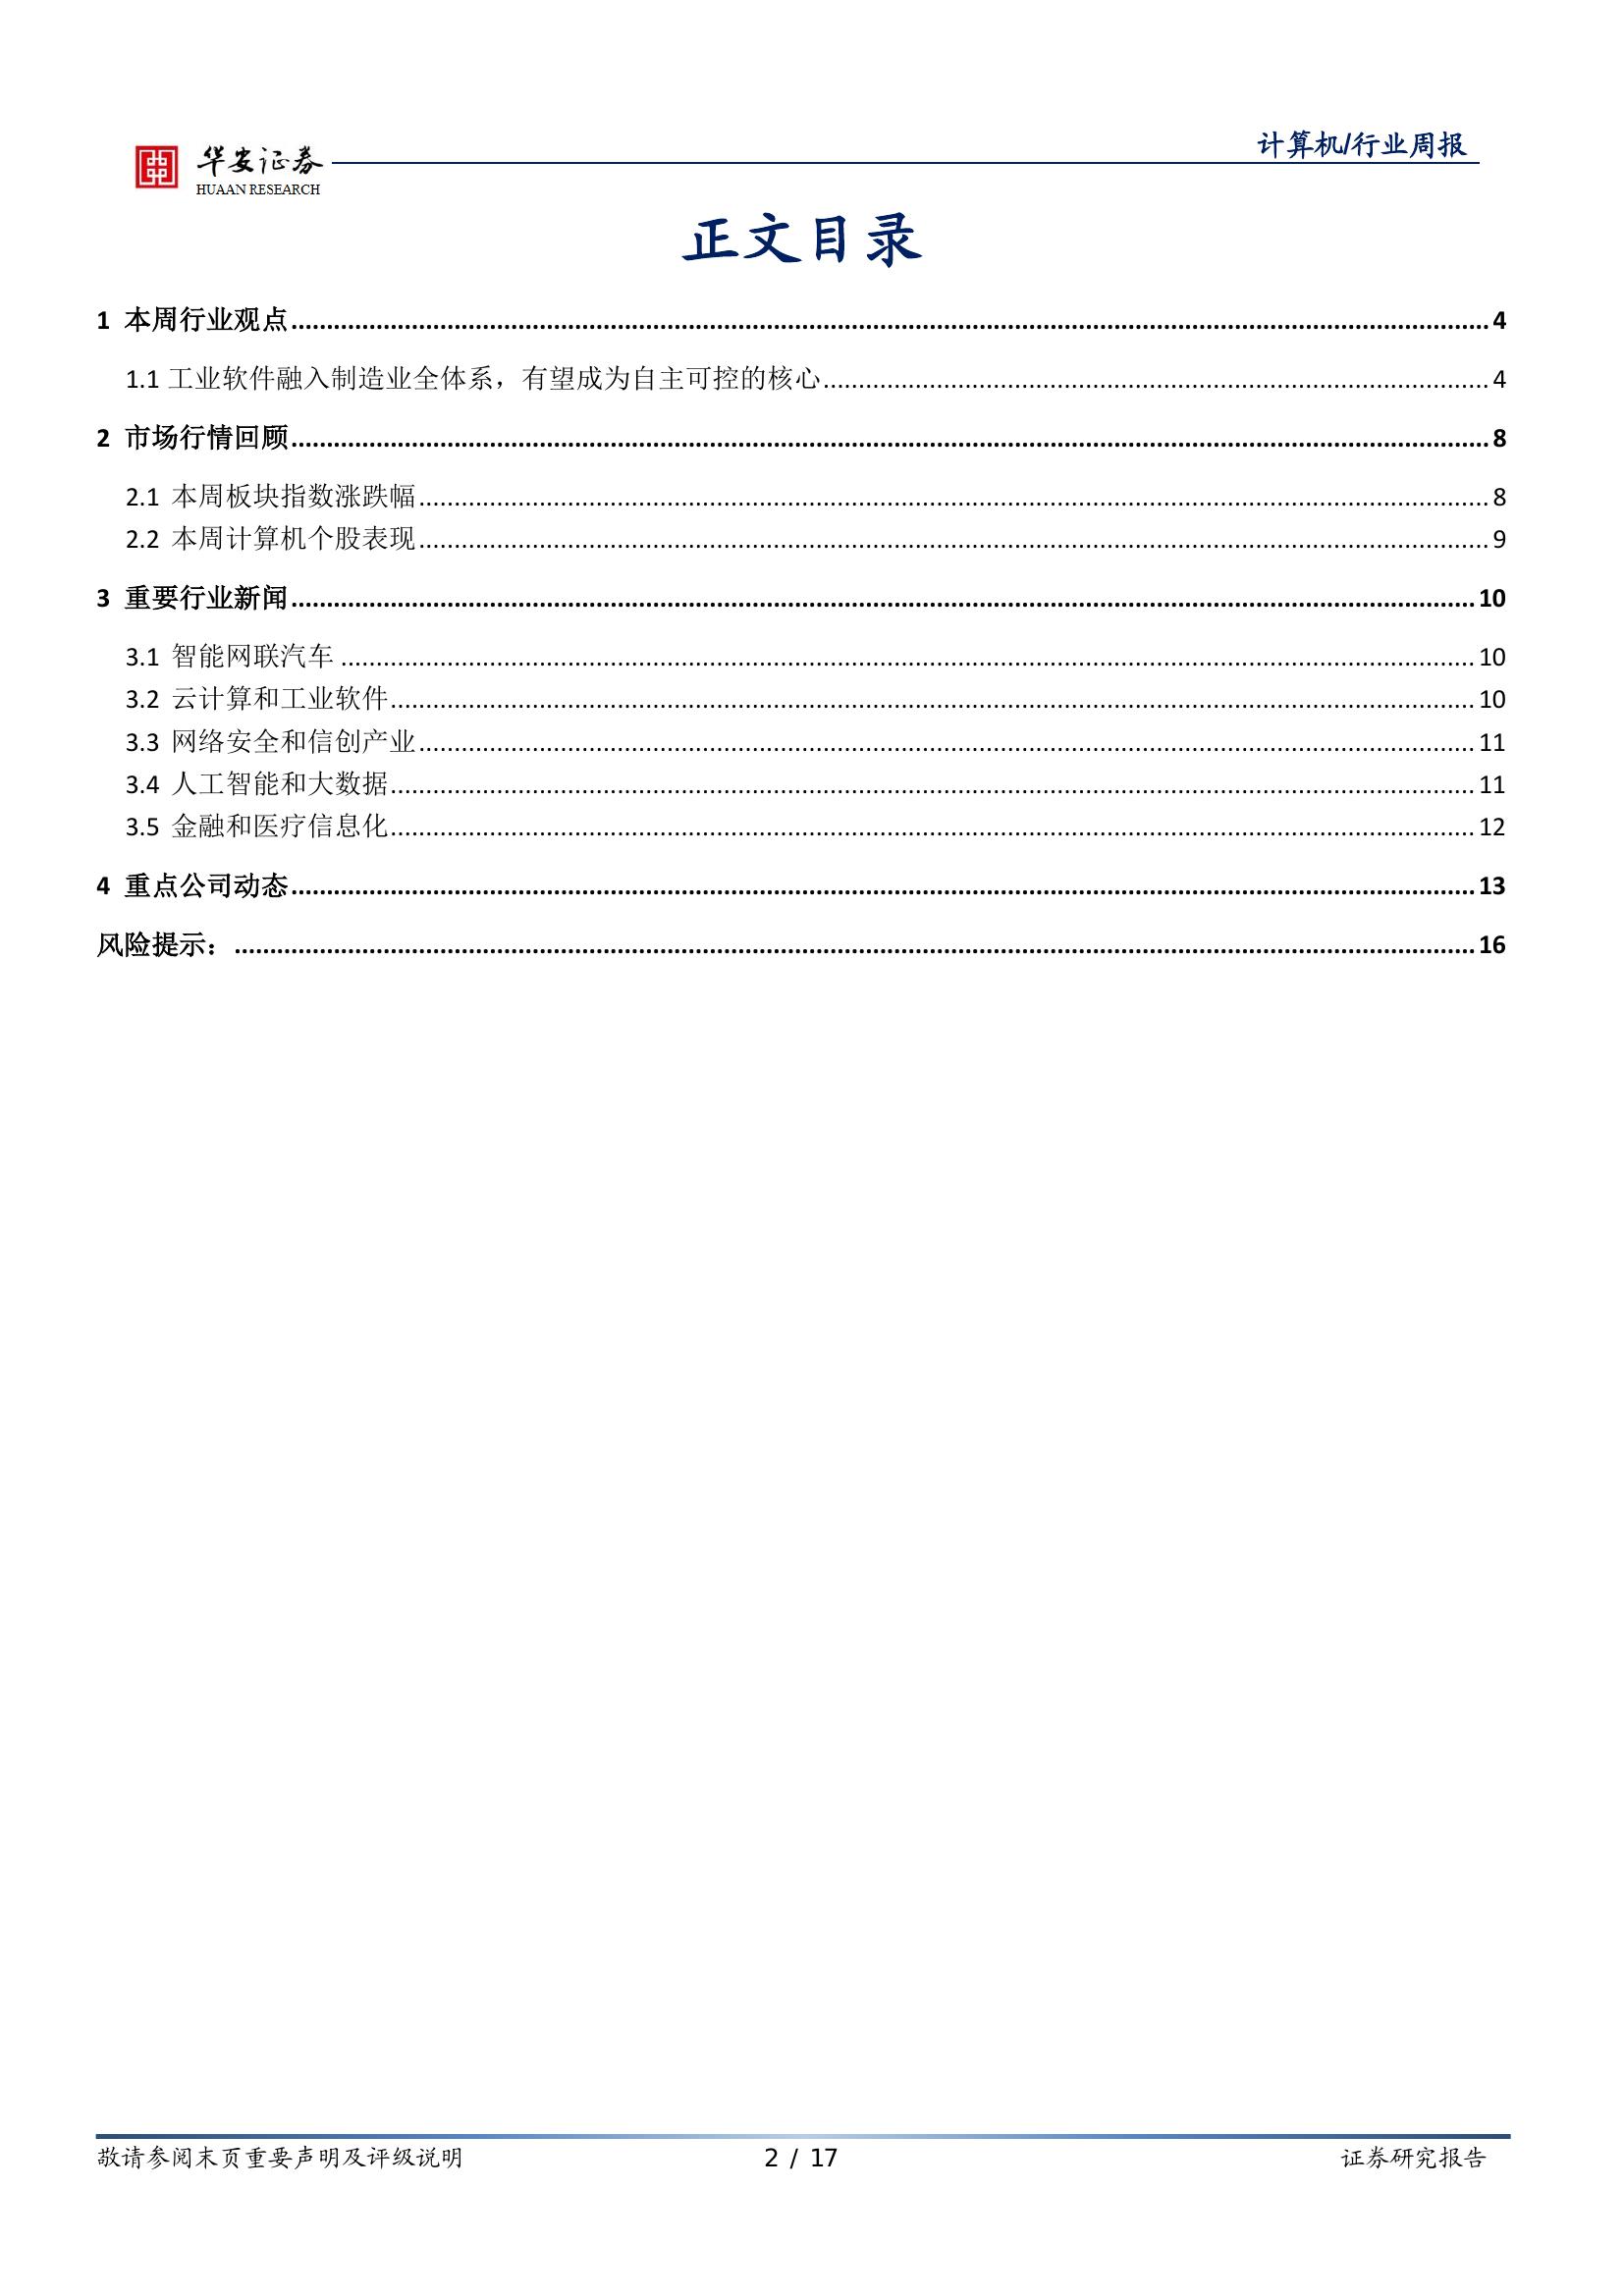 华安证券
HUAAN RESEARCH
计算机/行业周报
正文目录
1 本周行业观点 4
1.1 工业软件融入制造业全体系，有望成为自主可控的核心 4
2 市场行情回顾 8
2.1 本周板块指数涨跌幅 8
2.2 本周计算机个股表现 9
3 重要行业新闻 10
3.1 智能网联汽车 10
3.2 云计算和工业软件 10
3.3 网络安全和信创产业 11
3.4 人工智能和大数据 11
3.5 金融和医疗信息化 12
4 重点公司动态 13
风险提示： 16
敬请参阅末页重要声明及评级说明 2 / 17 证券研究报告